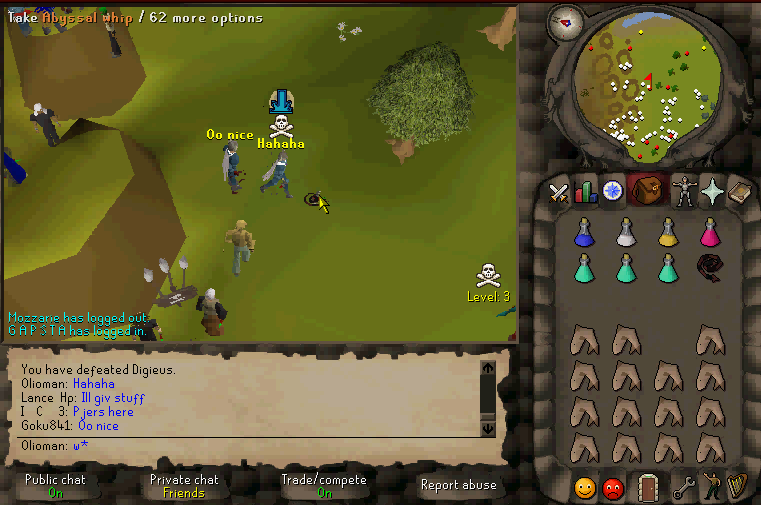 Take Abyssal whip / 62 more options
Oo nice
Hahaha
Level: 3
Mozzarie has logged out.
G A P 3 T A has logged in.
You have defeated Digieus.
Olioman: Hahaha
Lance Hp: Ill giv stuff
I C 3: P jers here
Goku841: Oo nice
Olioman: w*
Public chat
On
Private chat
Friends
Trade/compete
On
Report abuse